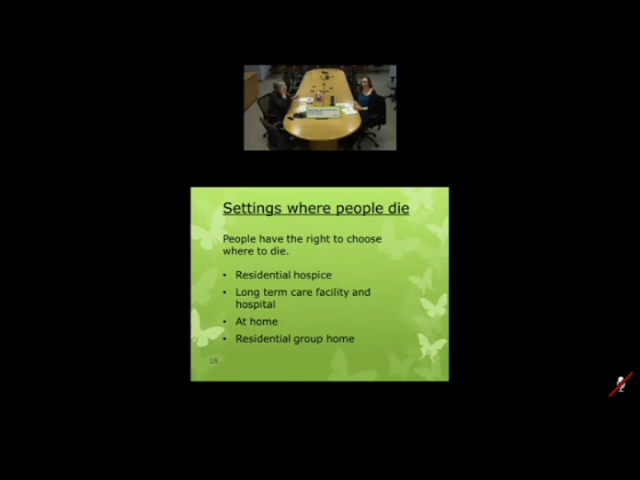 Settings where people die
People have the right to choose
where to die.
• Residential hospice
• Long term care facility and
hospital
• At home
• Residential group home
18